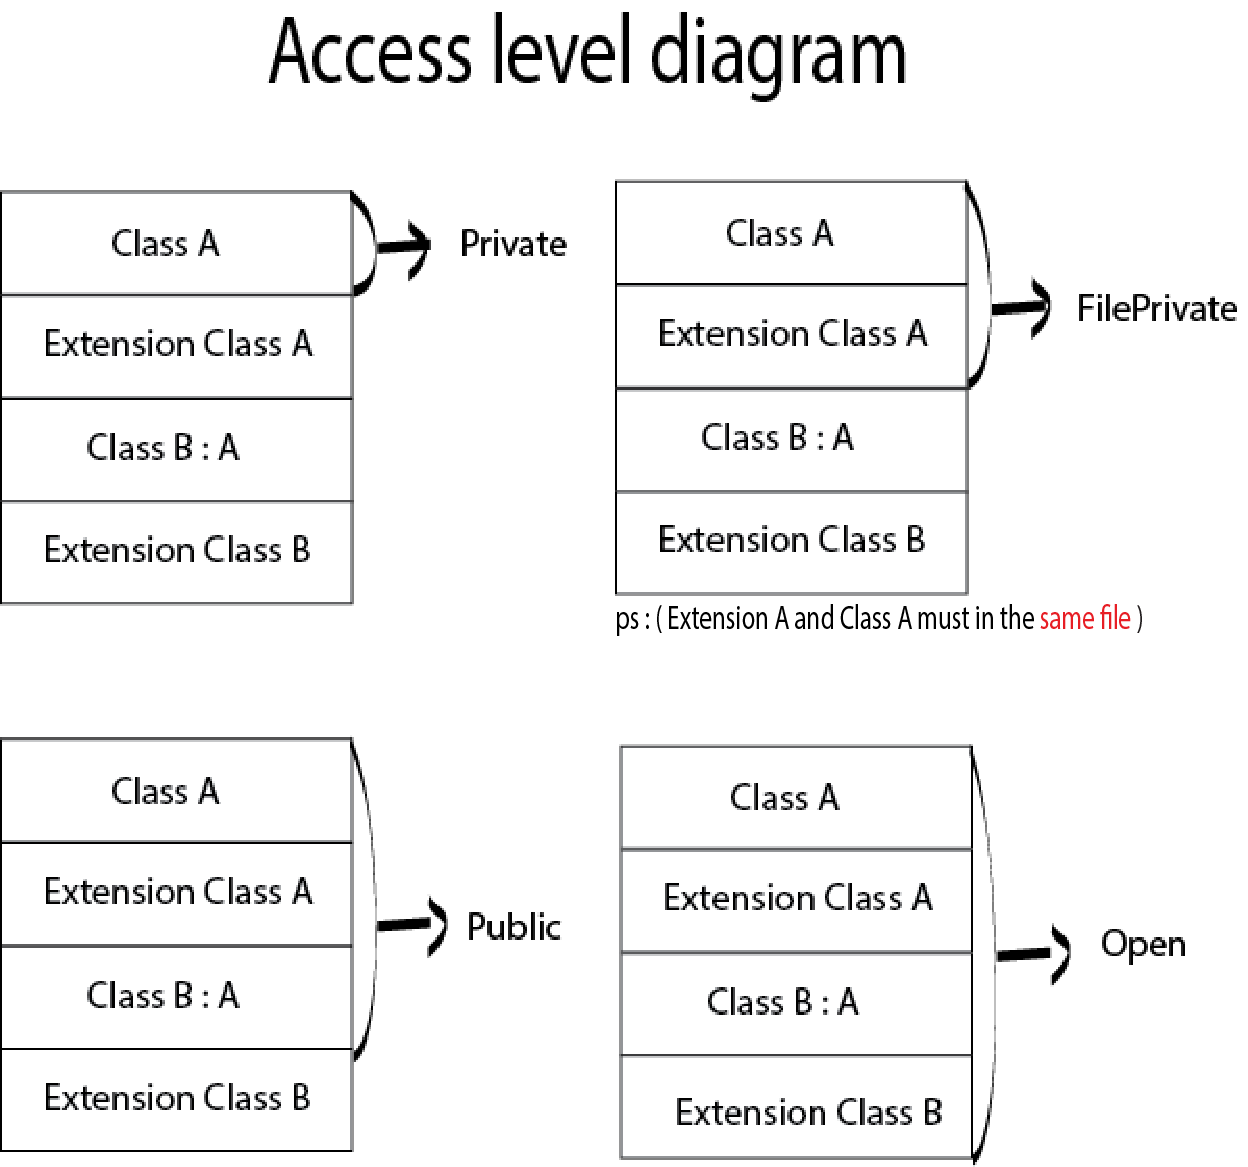 Access level diagram
Class A
Extension Class A
Class B : A
Extension Class B
Private
Class A
Extension Class A
Class B : A
Extension Class B
FilePrivate
ps : ( Extension A and Class A must in the same file )
Class A
Extension Class A
Class B : A
Extension Class B
Public
Class A
Extension Class A
Class B : A
Extension Class B
Open